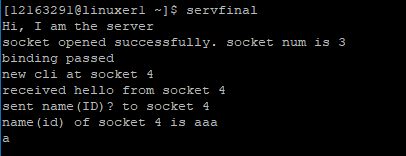 [12163291@linuxer1 ~]$ servfinal
Hi, I am the server
socket opened successfully. socket num is 3
binding passed
new cli at socket 4
received hello from socket 4
sent name(ID)? to socket 4
name(id) of socket 4 is aaa
a